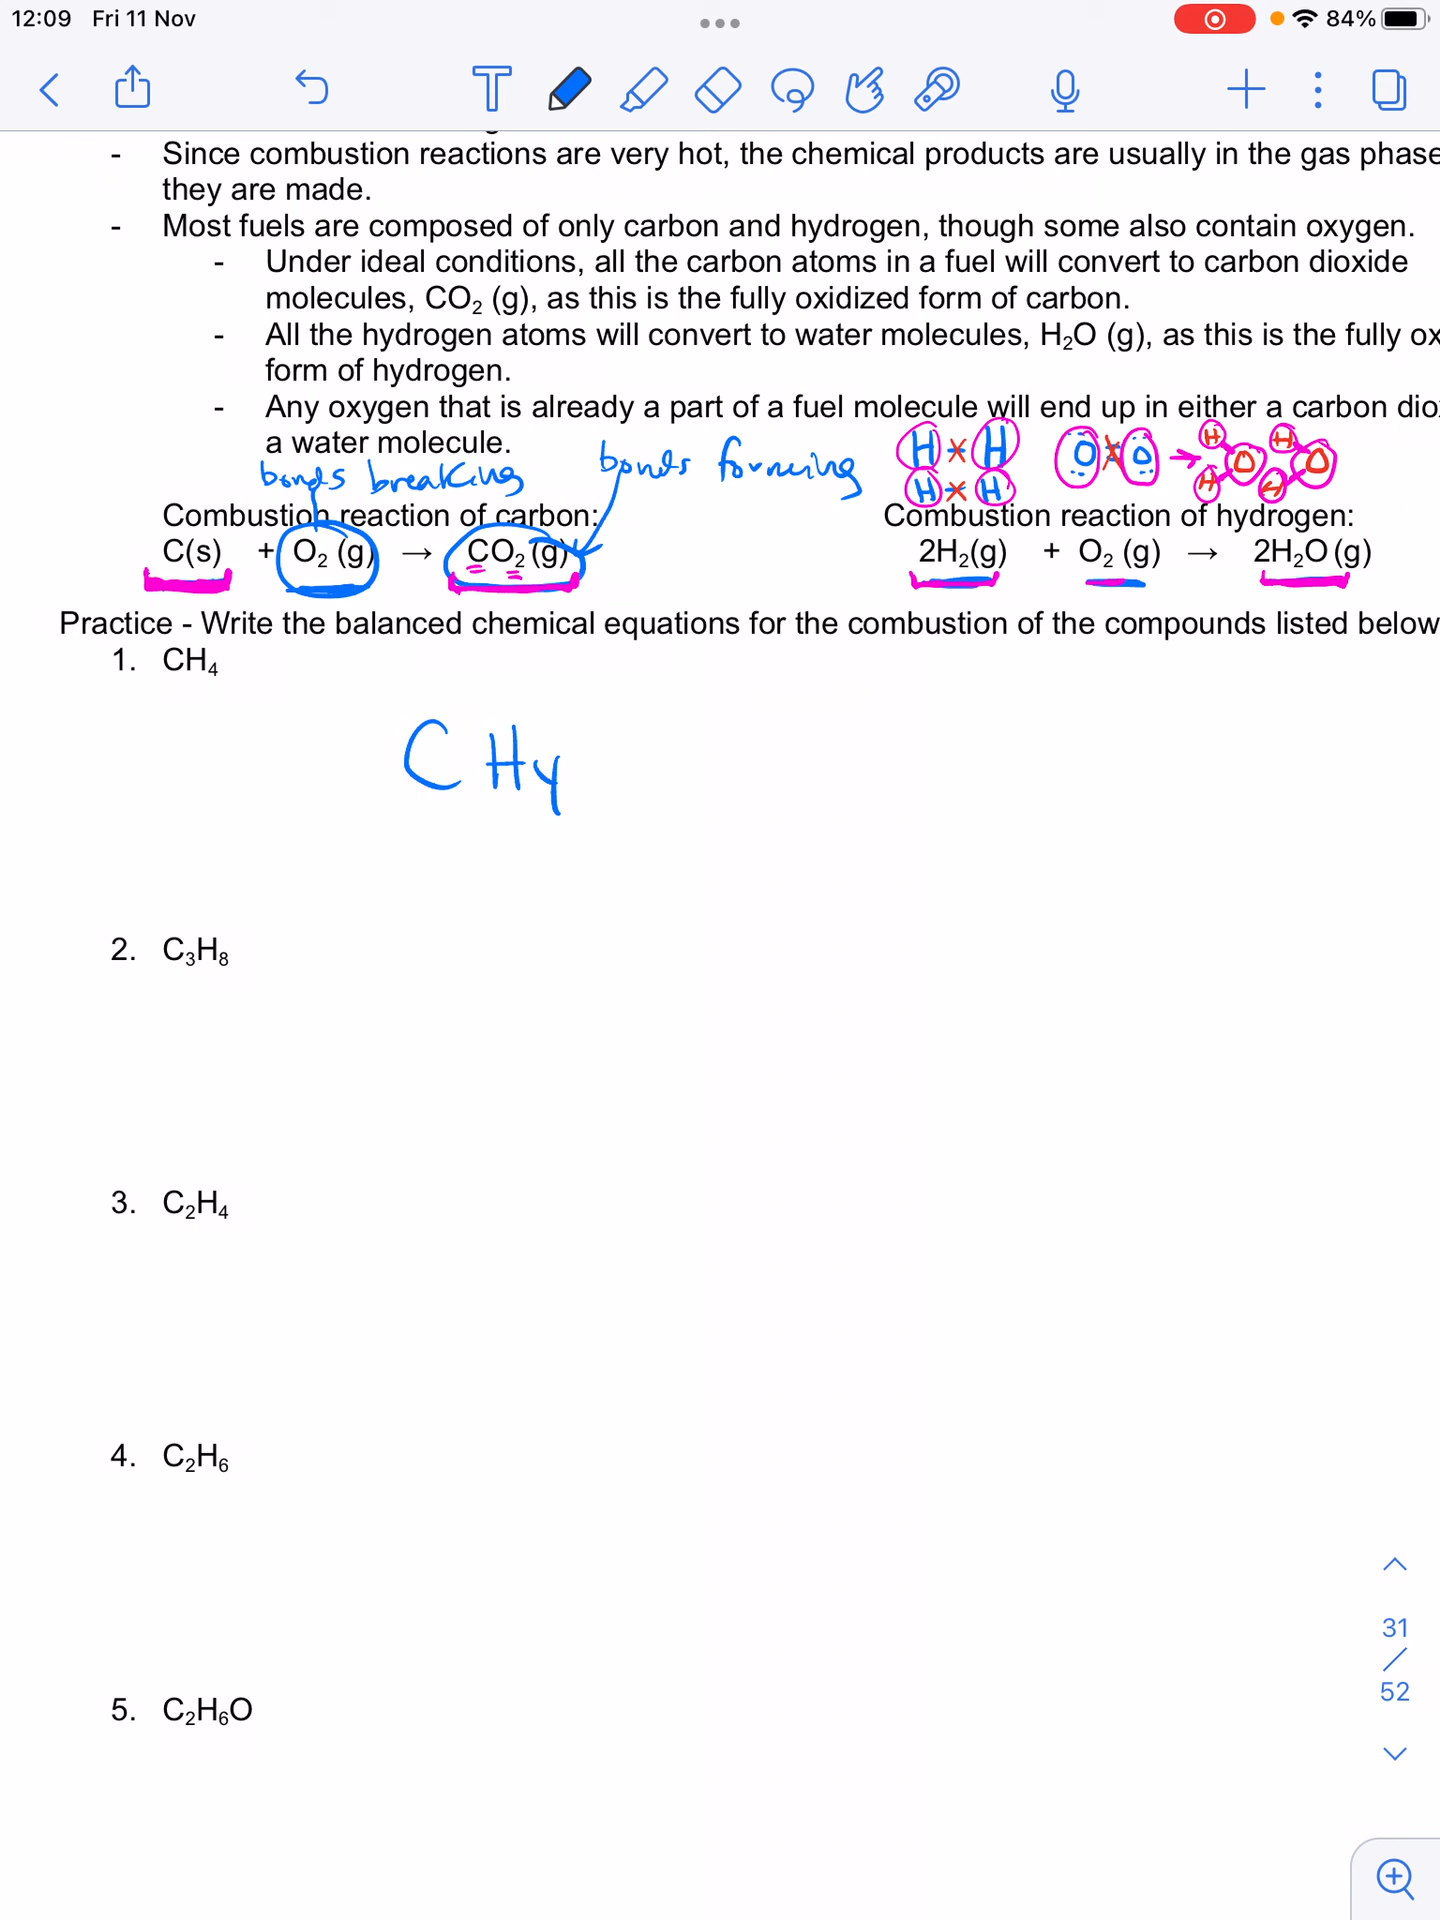 12:09 Fri 11 Nov 84%
- Since combustion reactions are very hot, the chemical products are usually in the gas phase
they are made.
- Most fuels are composed of only carbon and hydrogen, though some also contain oxygen.
- Under ideal conditions, all the carbon atoms in a fuel will convert to carbon dioxide
molecules, CO₂ (g), as this is the fully oxidized form of carbon.
- All the hydrogen atoms will convert to water molecules, H₂O (g), as this is the fully ox
form of hydrogen.
- Any oxygen that is already a part of a fuel molecule will end up in either a carbon dio
a water molecule.
bonds breaking
bonds forming
H × H O × O → H O H H O H
H × H
Combustion reaction of carbon: Combustion reaction of hydrogen:
C(s) + O₂ (g) → CO₂ (g) 2H₂(g) + O₂ (g) → 2H₂O (g)
Practice - Write the balanced chemical equations for the combustion of the compounds listed below
1. CH₄
CH₄
2. C₃H₈
3. C₂H₄
4. C₂H₆
31
/
52
5. C₂H₆O